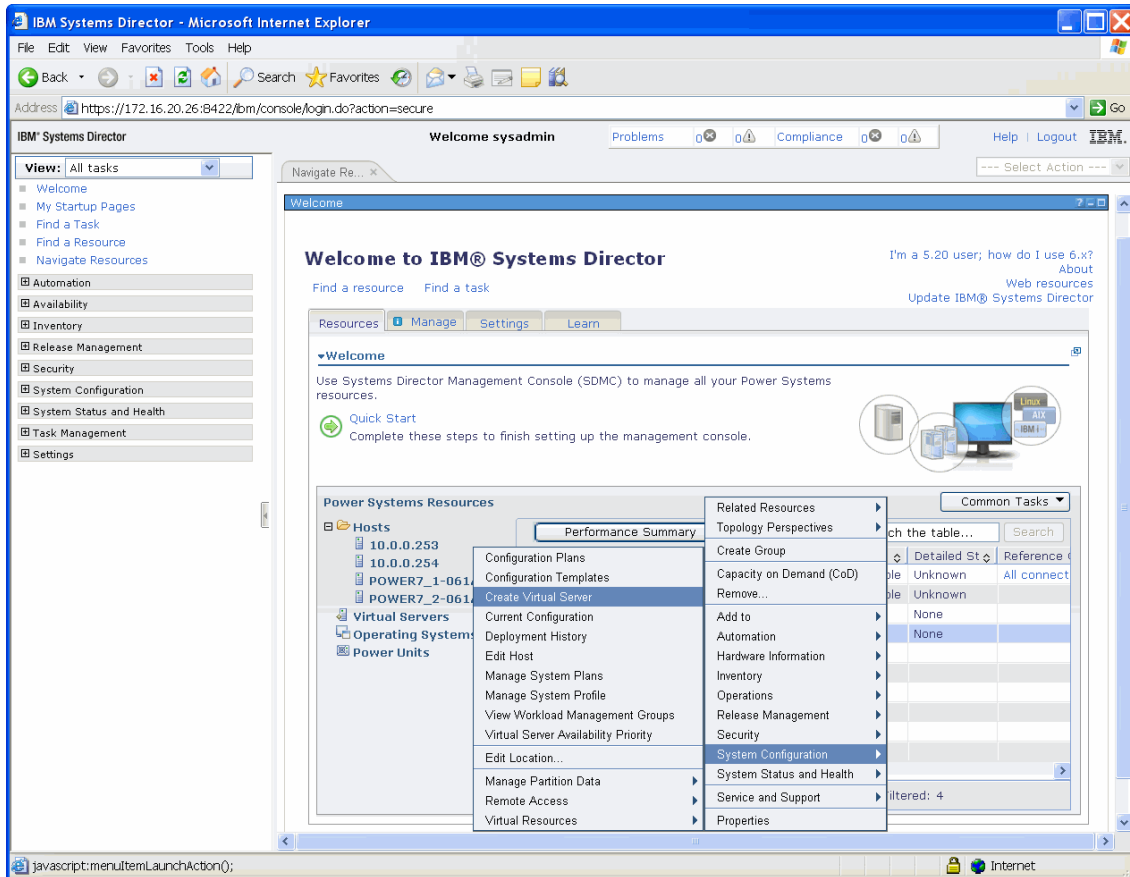 IBM Systems Director - Microsoft Internet Explorer
File Edit View Favorites Tools Help
Back Search Favorites
Address https://172.16.20.26:8422/ibm/console/login.do?action=secure Go
IBM® Systems Director Welcome sysadmin Problems 0 0 Compliance 0 0 Help Logout IBM.
View: All tasks
Navigate Re... × --- Select Action ---
Welcome
My Startup Pages
Find a Task
Find a Resource
Navigate Resources
Automation
Availability
Inventory
Release Management
Security
System Configuration
System Status and Health
Task Management
Settings
Welcome
Welcome to IBM® Systems Director
I'm a 5.20 user; how do I use 6.x?
About
Web resources
Update IBM® Systems Director
Find a resource Find a task
Resources Manage Settings Learn
Welcome
Use Systems Director Management Console (SDMC) to manage all your Power Systems
resources.
Quick Start
Complete these steps to finish setting up the management console.
Linux
AIX
IBM i
Power Systems Resources
Common Tasks
Hosts
10.0.0.253
10.0.0.254
POWER7_1-061
POWER7_2-061
Virtual Servers
Operating Systems
Power Units
Performance Summary
ch the table... Search
Detailed St Reference
ble Unknown All connect
ble Unknown
None
None
filtered: 4
Configuration Plans
Configuration Templates
Create Virtual Server
Current Configuration
Deployment History
Edit Host
Manage System Plans
Manage System Profile
View Workload Management Groups
Virtual Server Availability Priority
Edit Location...
Manage Partition Data
Remote Access
Virtual Resources
Related Resources
Topology Perspectives
Create Group
Capacity on Demand (CoD)
Remove...
Add to
Automation
Hardware Information
Inventory
Operations
Release Management
Security
System Configuration
System Status and Health
Service and Support
Properties
javascript:menuItemLaunchAction(); Internet